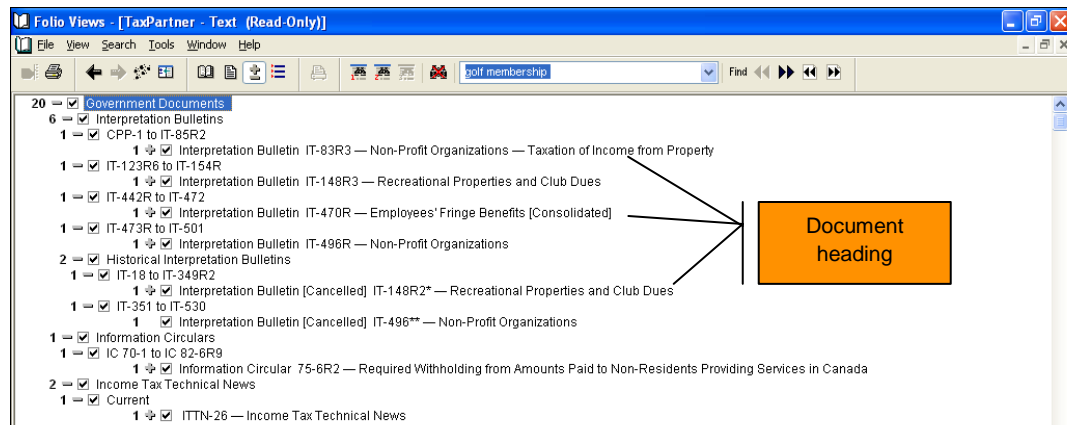 Folio Views - [TaxPartner - Text (Read-Only)]
File View Search Tools Window Help
golf membership Find
20 Government Documents
6 Interpretation Bulletins
1 CPP-1 to IT-85R2
1 Interpretation Bulletin IT-83R3 — Non-Profit Organizations — Taxation of Income from Property
1 IT-123R6 to IT-154R
1 Interpretation Bulletin IT-148R3 — Recreational Properties and Club Dues
1 IT-442R to IT-472
1 Interpretation Bulletin IT-470R — Employees' Fringe Benefits [Consolidated]
1 IT-473R to IT-501
1 Interpretation Bulletin IT-496R — Non-Profit Organizations
2 Historical Interpretation Bulletins
1 IT-18 to IT-349R2
1 Interpretation Bulletin [Cancelled] IT-148R2* — Recreational Properties and Club Dues
1 IT-351 to IT-530
1 Interpretation Bulletin [Cancelled] IT-496** — Non-Profit Organizations
1 Information Circulars
1 IC 70-1 to IC 82-6R9
1 Information Circular 75-6R2 — Required Withholding from Amounts Paid to Non-Residents Providing Services in Canada
2 Income Tax Technical News
1 Current
1 ITTN-26 — Income Tax Technical News
Document
heading